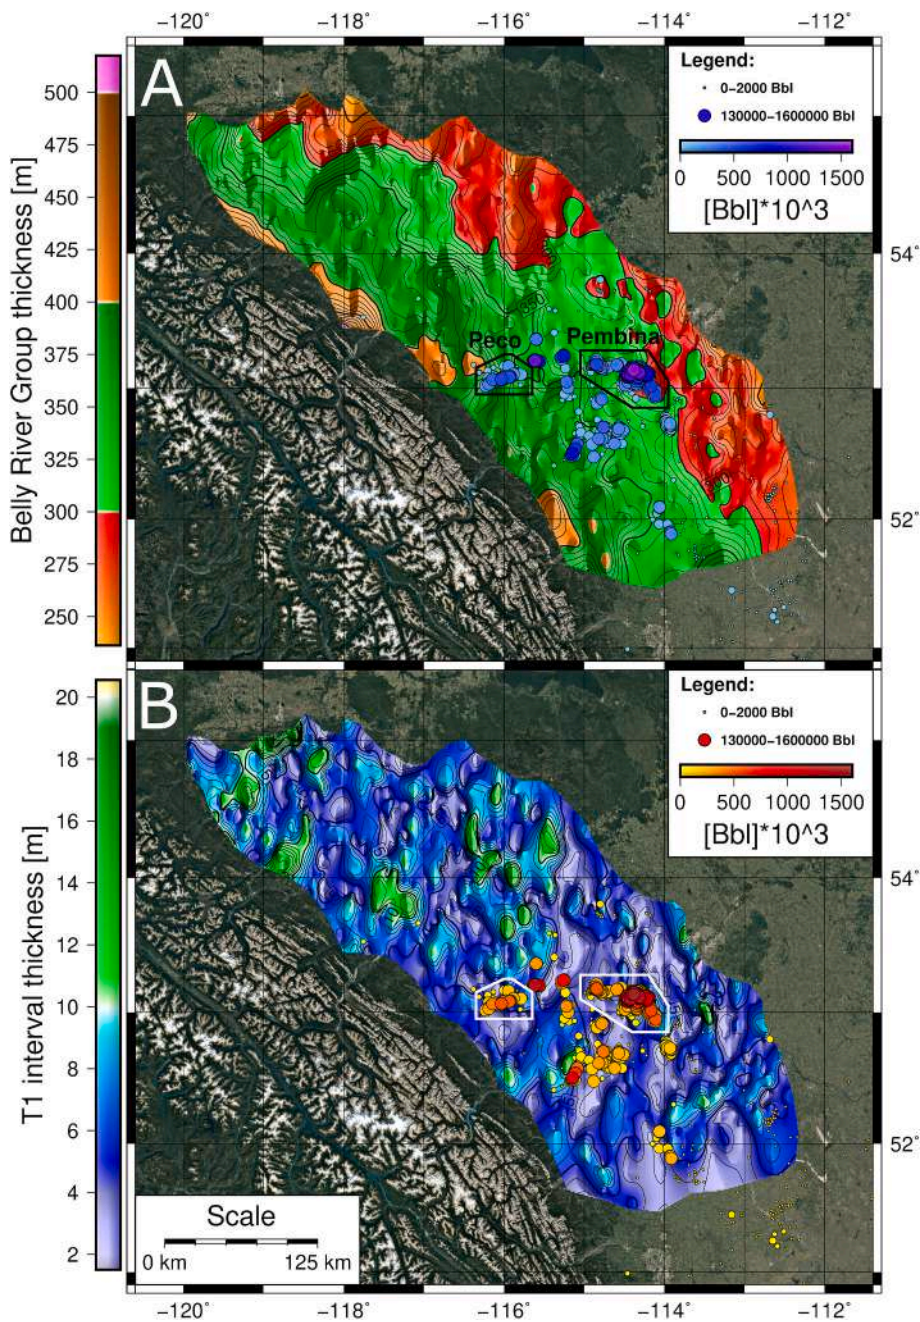 −120° −118° −116° −114° −112°
A
Legend:
0−2000 Bbl
130000−1600000 Bbl
0 500 1000 1500
[Bbl]*10^3
Belly River Group thickness [m]
500
475
450
425
400
375
350
325
300
275
250
54°
52°
350
Peco
Pembina
B
Legend:
0−2000 Bbl
130000−1600000 Bbl
0 500 1000 1500
[Bbl]*10^3
T1 interval thickness [m]
20
18
16
14
12
10
8
6
4
2
54°
52°
Scale
0 km 125 km
−120° −118° −116° −114° −112°